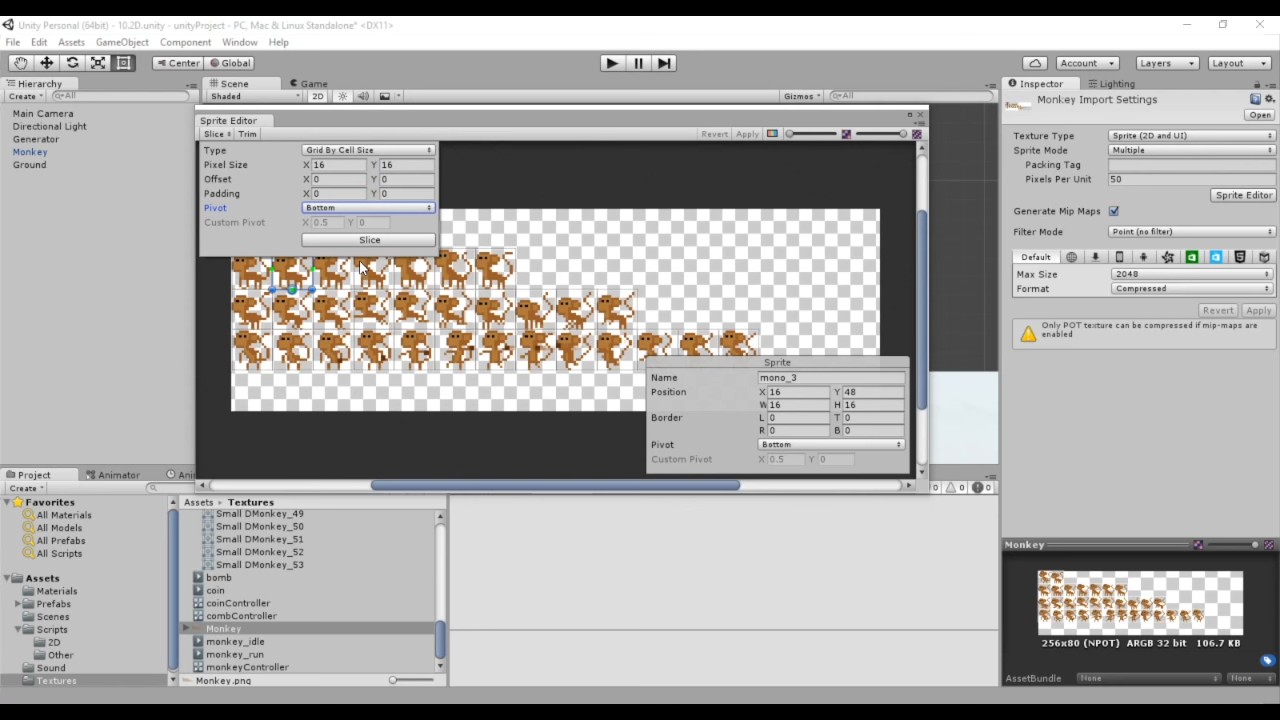 Unity Personal (64bit) - 10.2D.unity - unityProject - PC, Mac & Linux Standalone* <DX11>
File Edit Assets GameObject Component Window Help
Center Global Account Layers Layout
Hierarchy
Create All
Main Camera
Directional Light
Generator
Monkey
Ground
Scene Game
Shaded 2D Gizmos All
Sprite Editor
Slice Trim Revert Apply
Type Grid By Cell Size
Pixel Size X 16 Y 16
Offset X 0 Y 0
Padding X 0 Y 0
Pivot Bottom
Custom Pivot X 0.5 Y 0
Slice
Sprite
Name mono_3
Position X 16 Y 48
W 16 H 16
Border L 0 T 0
R 0 B 0
Pivot Bottom
Custom Pivot X 0.5 Y 0
Inspector Lighting
Monkey Import Settings
Open
Texture Type Sprite (2D and UI)
Sprite Mode Multiple
Packing Tag
Pixels Per Unit 50
Sprite Editor
Generate Mip Maps
Filter Mode Point (no filter)
Default
Max Size 2048
Format Compressed
Revert Apply
Only POT texture can be compressed if mip-maps are
enabled
Project Animator Ani
Create
0 0 0
Favorites
All Materials
All Models
All Prefabs
All Scripts
Assets
Materials
Prefabs
Scenes
Scripts
2D
Other
Sound
Textures
Assets Textures
Small DMonkey_49
Small DMonkey_50
Small DMonkey_51
Small DMonkey_52
Small DMonkey_53
bomb
coin
coinController
combController
Monkey
monkey_idle
monkey_run
monkeyController
Monkey.png
Monkey
256x80 (NPOT) ARGB 32 bit 106.7 KB
AssetBundle None None